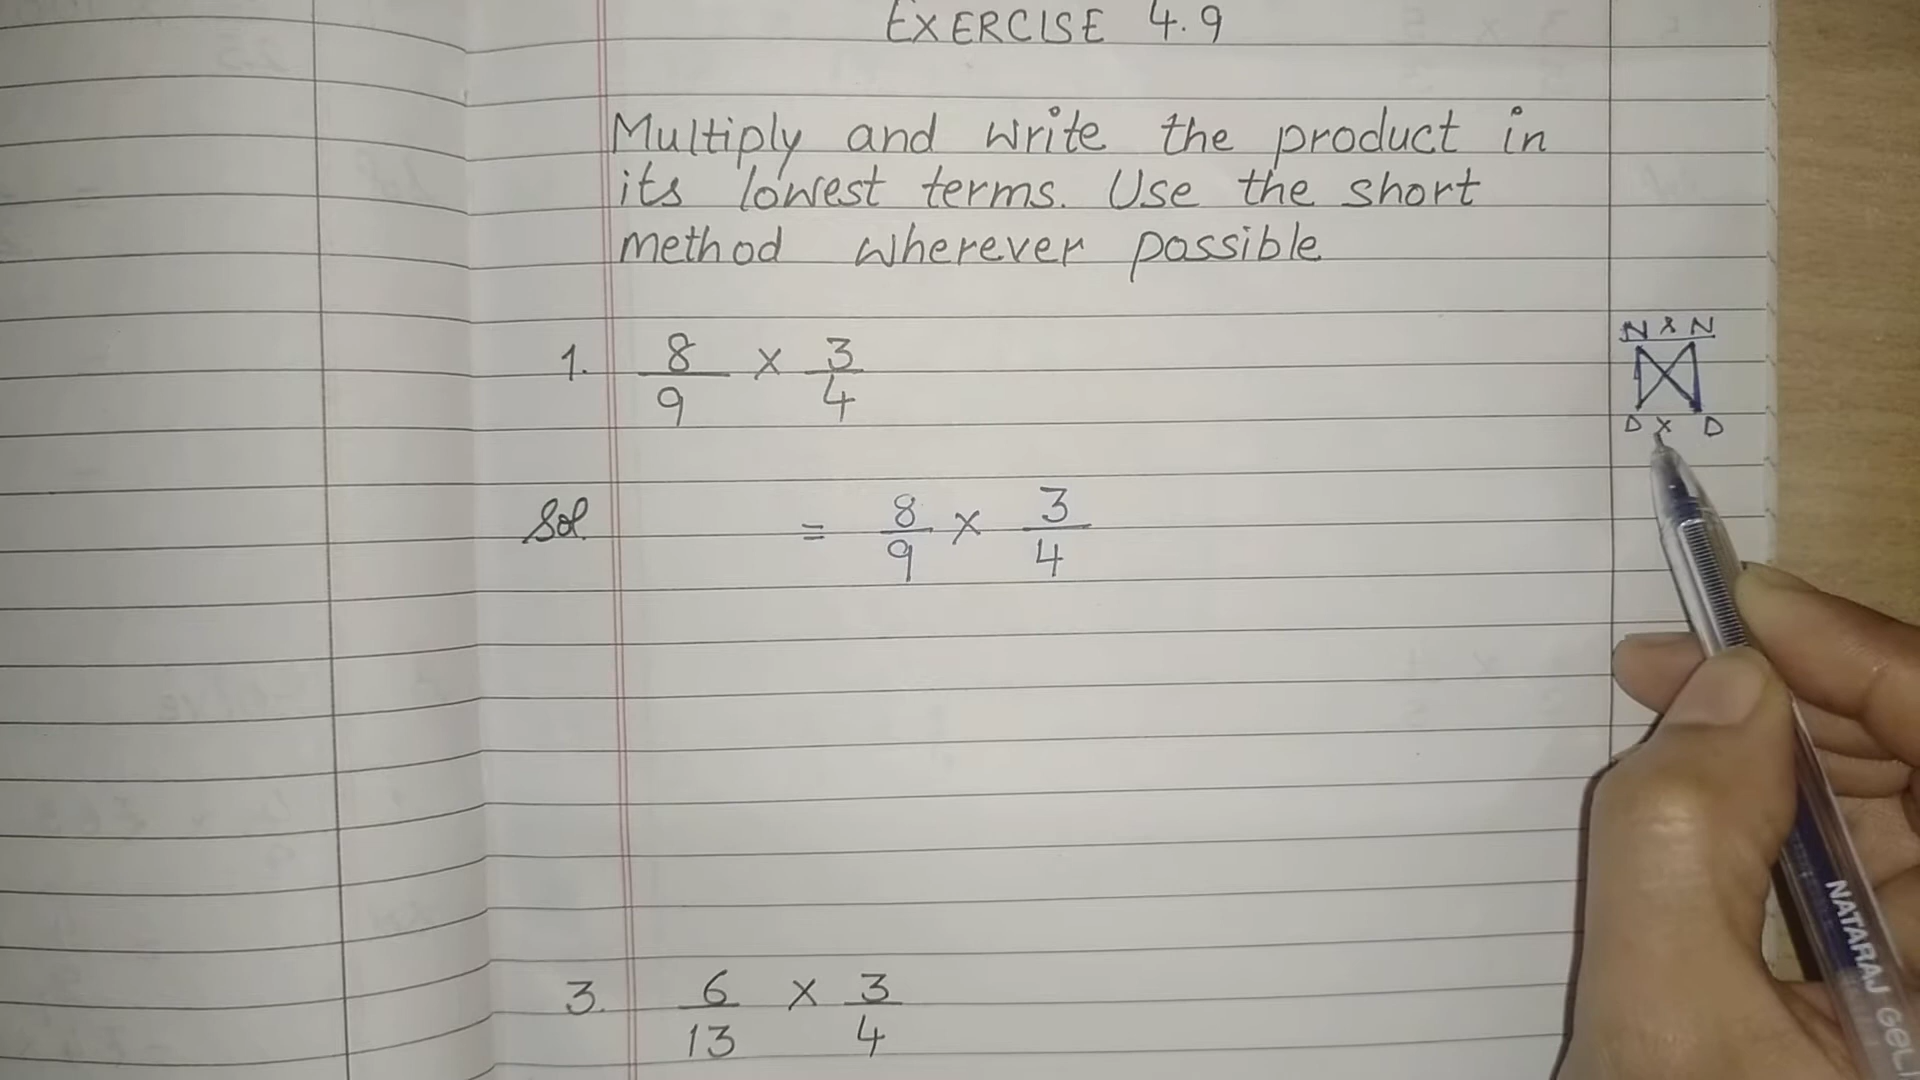 EXERCISE 4.9
Multiply and write the product in
its lowest terms. Use the short
method wherever possible
N x N
D x D
1. 8/9 x 3/4
Sol. = 8/9 x 3/4
3. 6/13 x 3/4
NATARAJ GELI